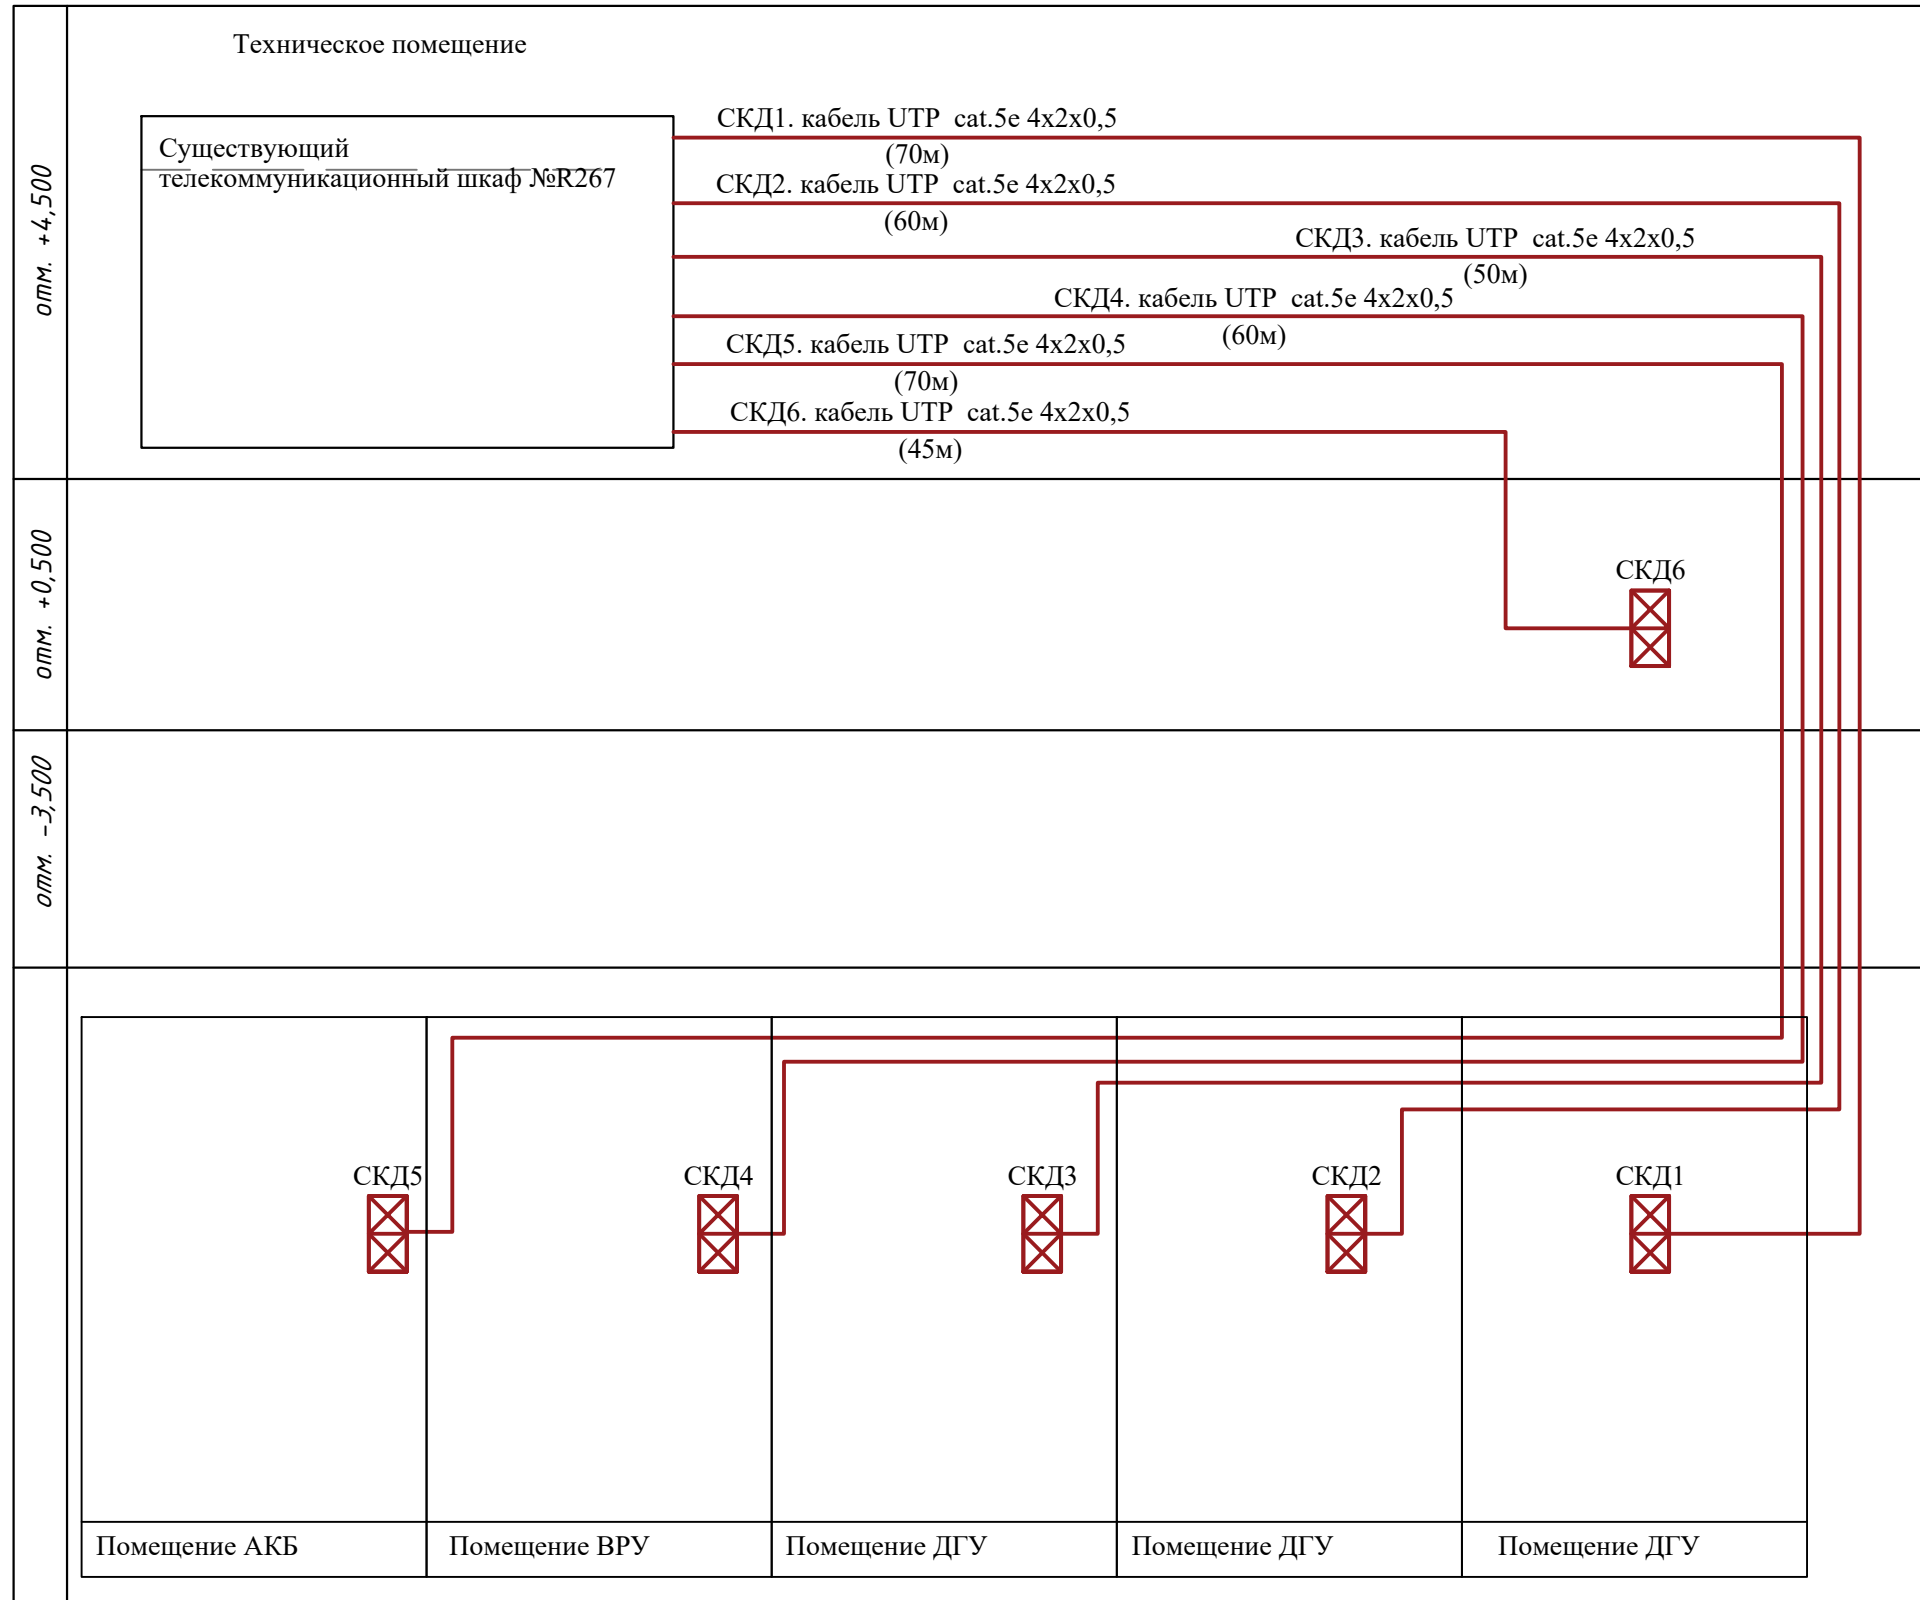 Техническое помещение
Существующий
телекоммуникационный шкаф №R267
СКД1. кабель UTP cat.5e 4x2x0,5
(70м)
СКД2. кабель UTP cat.5e 4x2x0,5
(60м)
СКД3. кабель UTP cat.5e 4x2x0,5
(50м)
СКД4. кабель UTP cat.5e 4x2x0,5
(60м)
СКД5. кабель UTP cat.5e 4x2x0,5
(70м)
СКД6. кабель UTP cat.5e 4x2x0,5
(45м)
отм. +4,500
отм. +0,500
СКД6
отм. -3,500
СКД5
СКД4
СКД3
СКД2
СКД1
Помещение АКБ
Помещение ВРУ
Помещение ДГУ
Помещение ДГУ
Помещение ДГУ